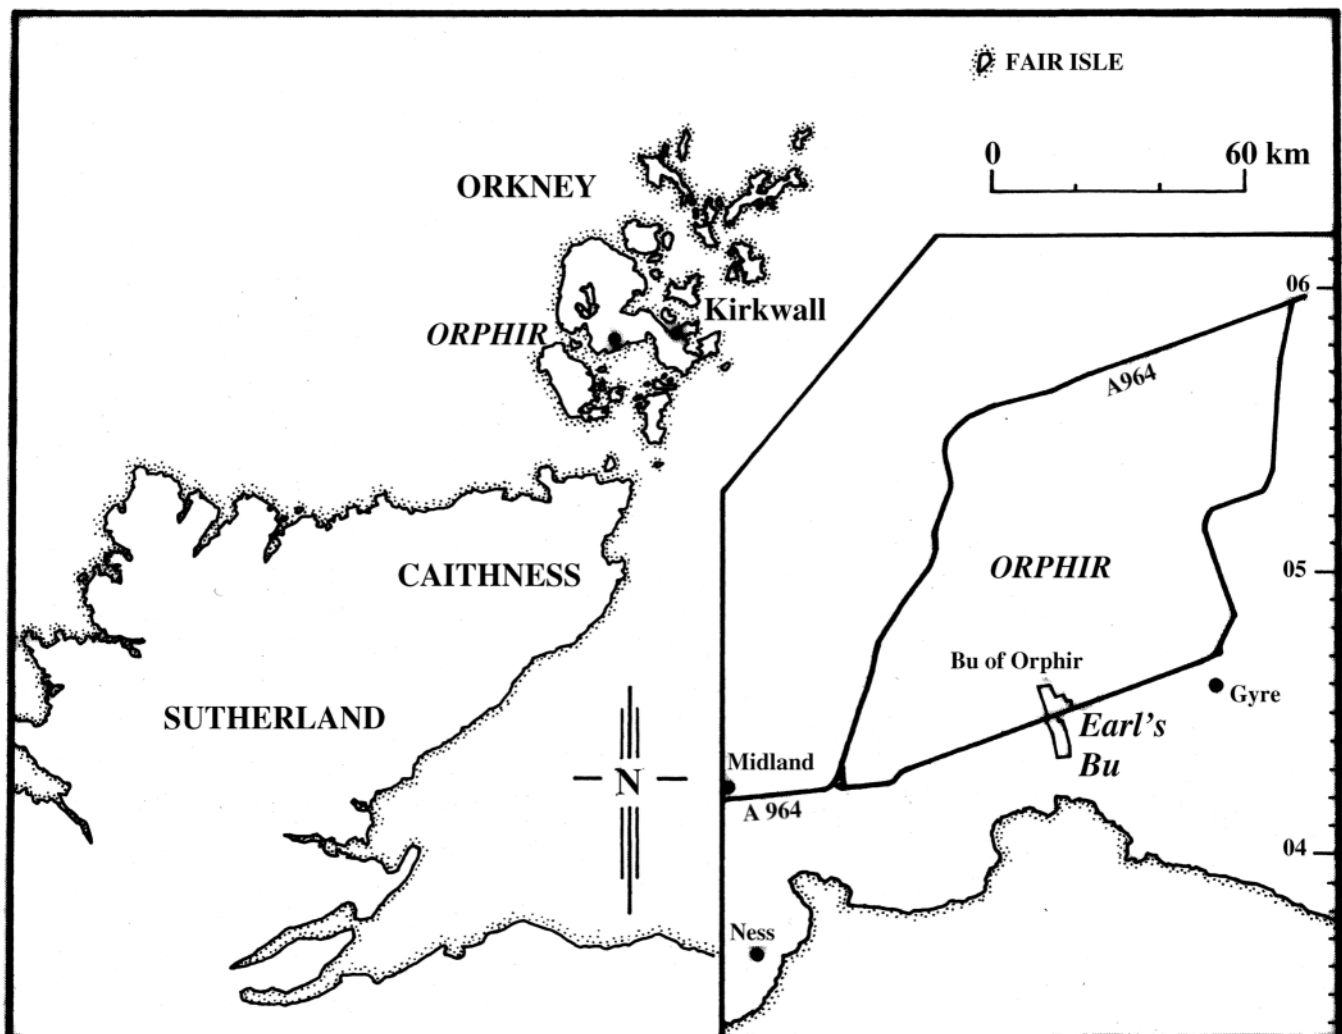 FAIR ISLE
0 60 km
ORKNEY
Kirkwall
ORPHIR
CAITHNESS
SUTHERLAND
N
06
A964
05
ORPHIR
Bu of Orphir
Gyre
Earl's
Bu
Midland
A 964
04
Ness